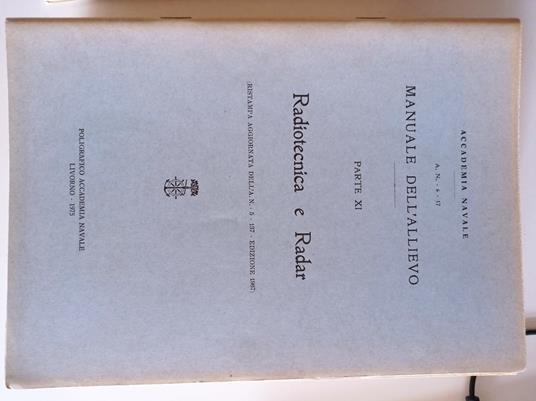 ACCADEMIA NAVALE
A. N. - 4 - 17
MANUALE DELL'ALLIEVO
PARTE XI
Radiotecnica e Radar
(RISTAMPA AGGIORNATA DELL'A. N. - 5 - 137 - EDIZIONE 1967)
POLIGRAFICO ACCADEMIA NAVALE
LIVORNO - 1975